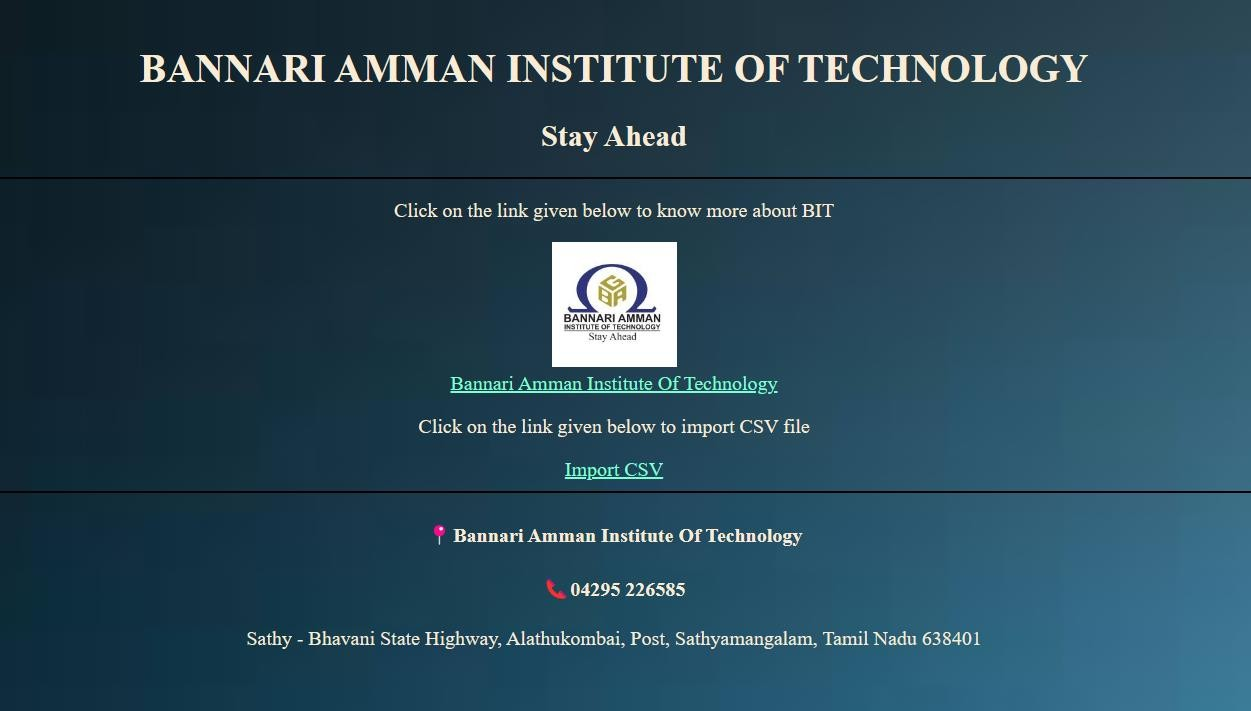 BANNARI AMMAN INSTITUTE OF TECHNOLOGY
Stay Ahead
Click on the link given below to know more about BIT
GBA
BANNARI AMMAN
INSTITUTE OF TECHNOLOGY
Stay Ahead
Bannari Amman Institute Of Technology
Click on the link given below to import CSV file
Import CSV
Bannari Amman Institute Of Technology
04295 226585
Sathy - Bhavani State Highway, Alathukombai, Post, Sathyamangalam, Tamil Nadu 638401